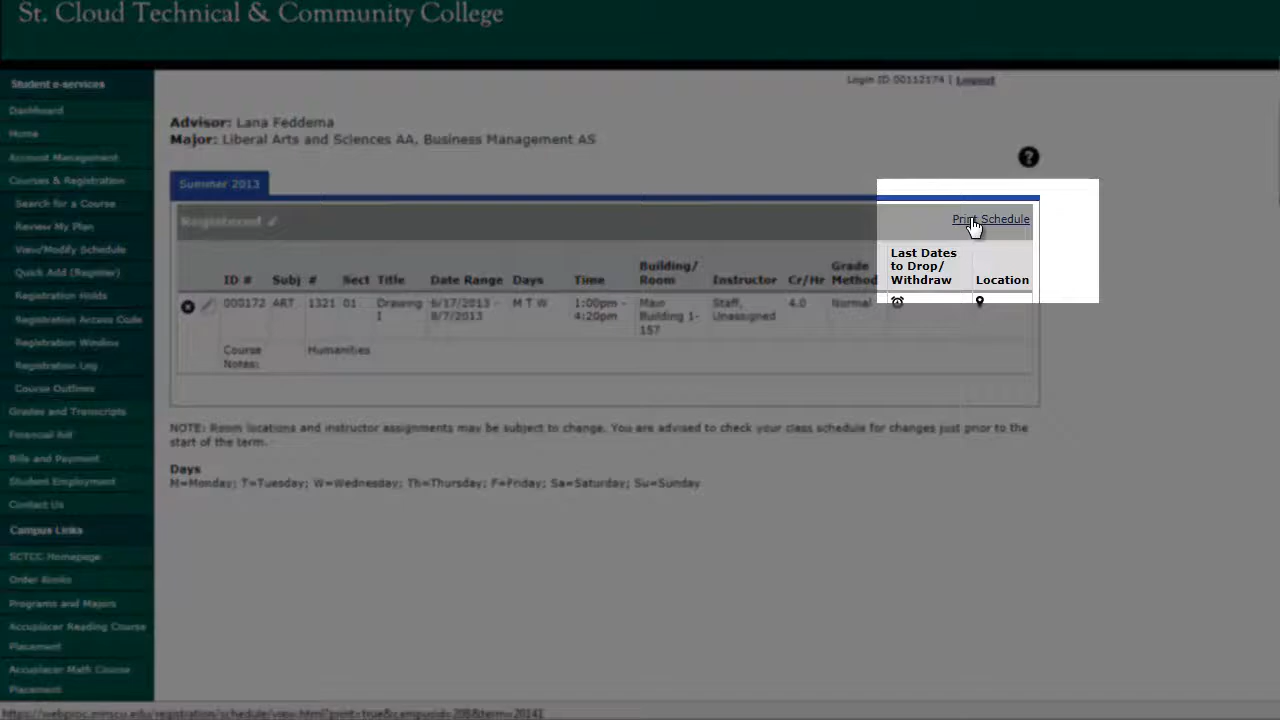 St. Cloud Technical & Community College
Student e-services
Dashboard
Home
Account Management
Courses & Registration
Search for a Course
Review My Plan
View/Modify Schedule
Quick Add (Register)
Registration Holds
Registration Access Code
Registration Window
Registration Log
Course Outlines
Grades and Transcripts
Financial Aid
Bills and Payment
Student Employment
Contact Us
Campus Links
SCTCC Homepage
Order Books
Programs and Majors
Accuplacer Reading Course
Placement
Accuplacer Math Course
Placement
Login ID 00112174 | Logout
Advisor: Lana Feddema
Major: Liberal Arts and Sciences AA, Business Management AS
?
Summer 2013
Registered
Print Schedule
ID # Subj # Sect Title Date Range Days Time Building/ Room Instructor Cr/Hr Grade Method Last Dates to Drop/ Withdraw Location
000172 ART 1321 01 Drawing I 6/17/2013 - 8/7/2013 M T W 1:00pm - 4:20pm Main Building 1-157 Staff, Unassigned 4.0 Normal
Course Notes: Humanities
NOTE: Room locations and instructor assignments may be subject to change. You are advised to check your class schedule for changes just prior to the
start of the term.
Days
M=Monday; T=Tuesday; W=Wednesday; Th=Thursday; F=Friday; Sa=Saturday; Su=Sunday